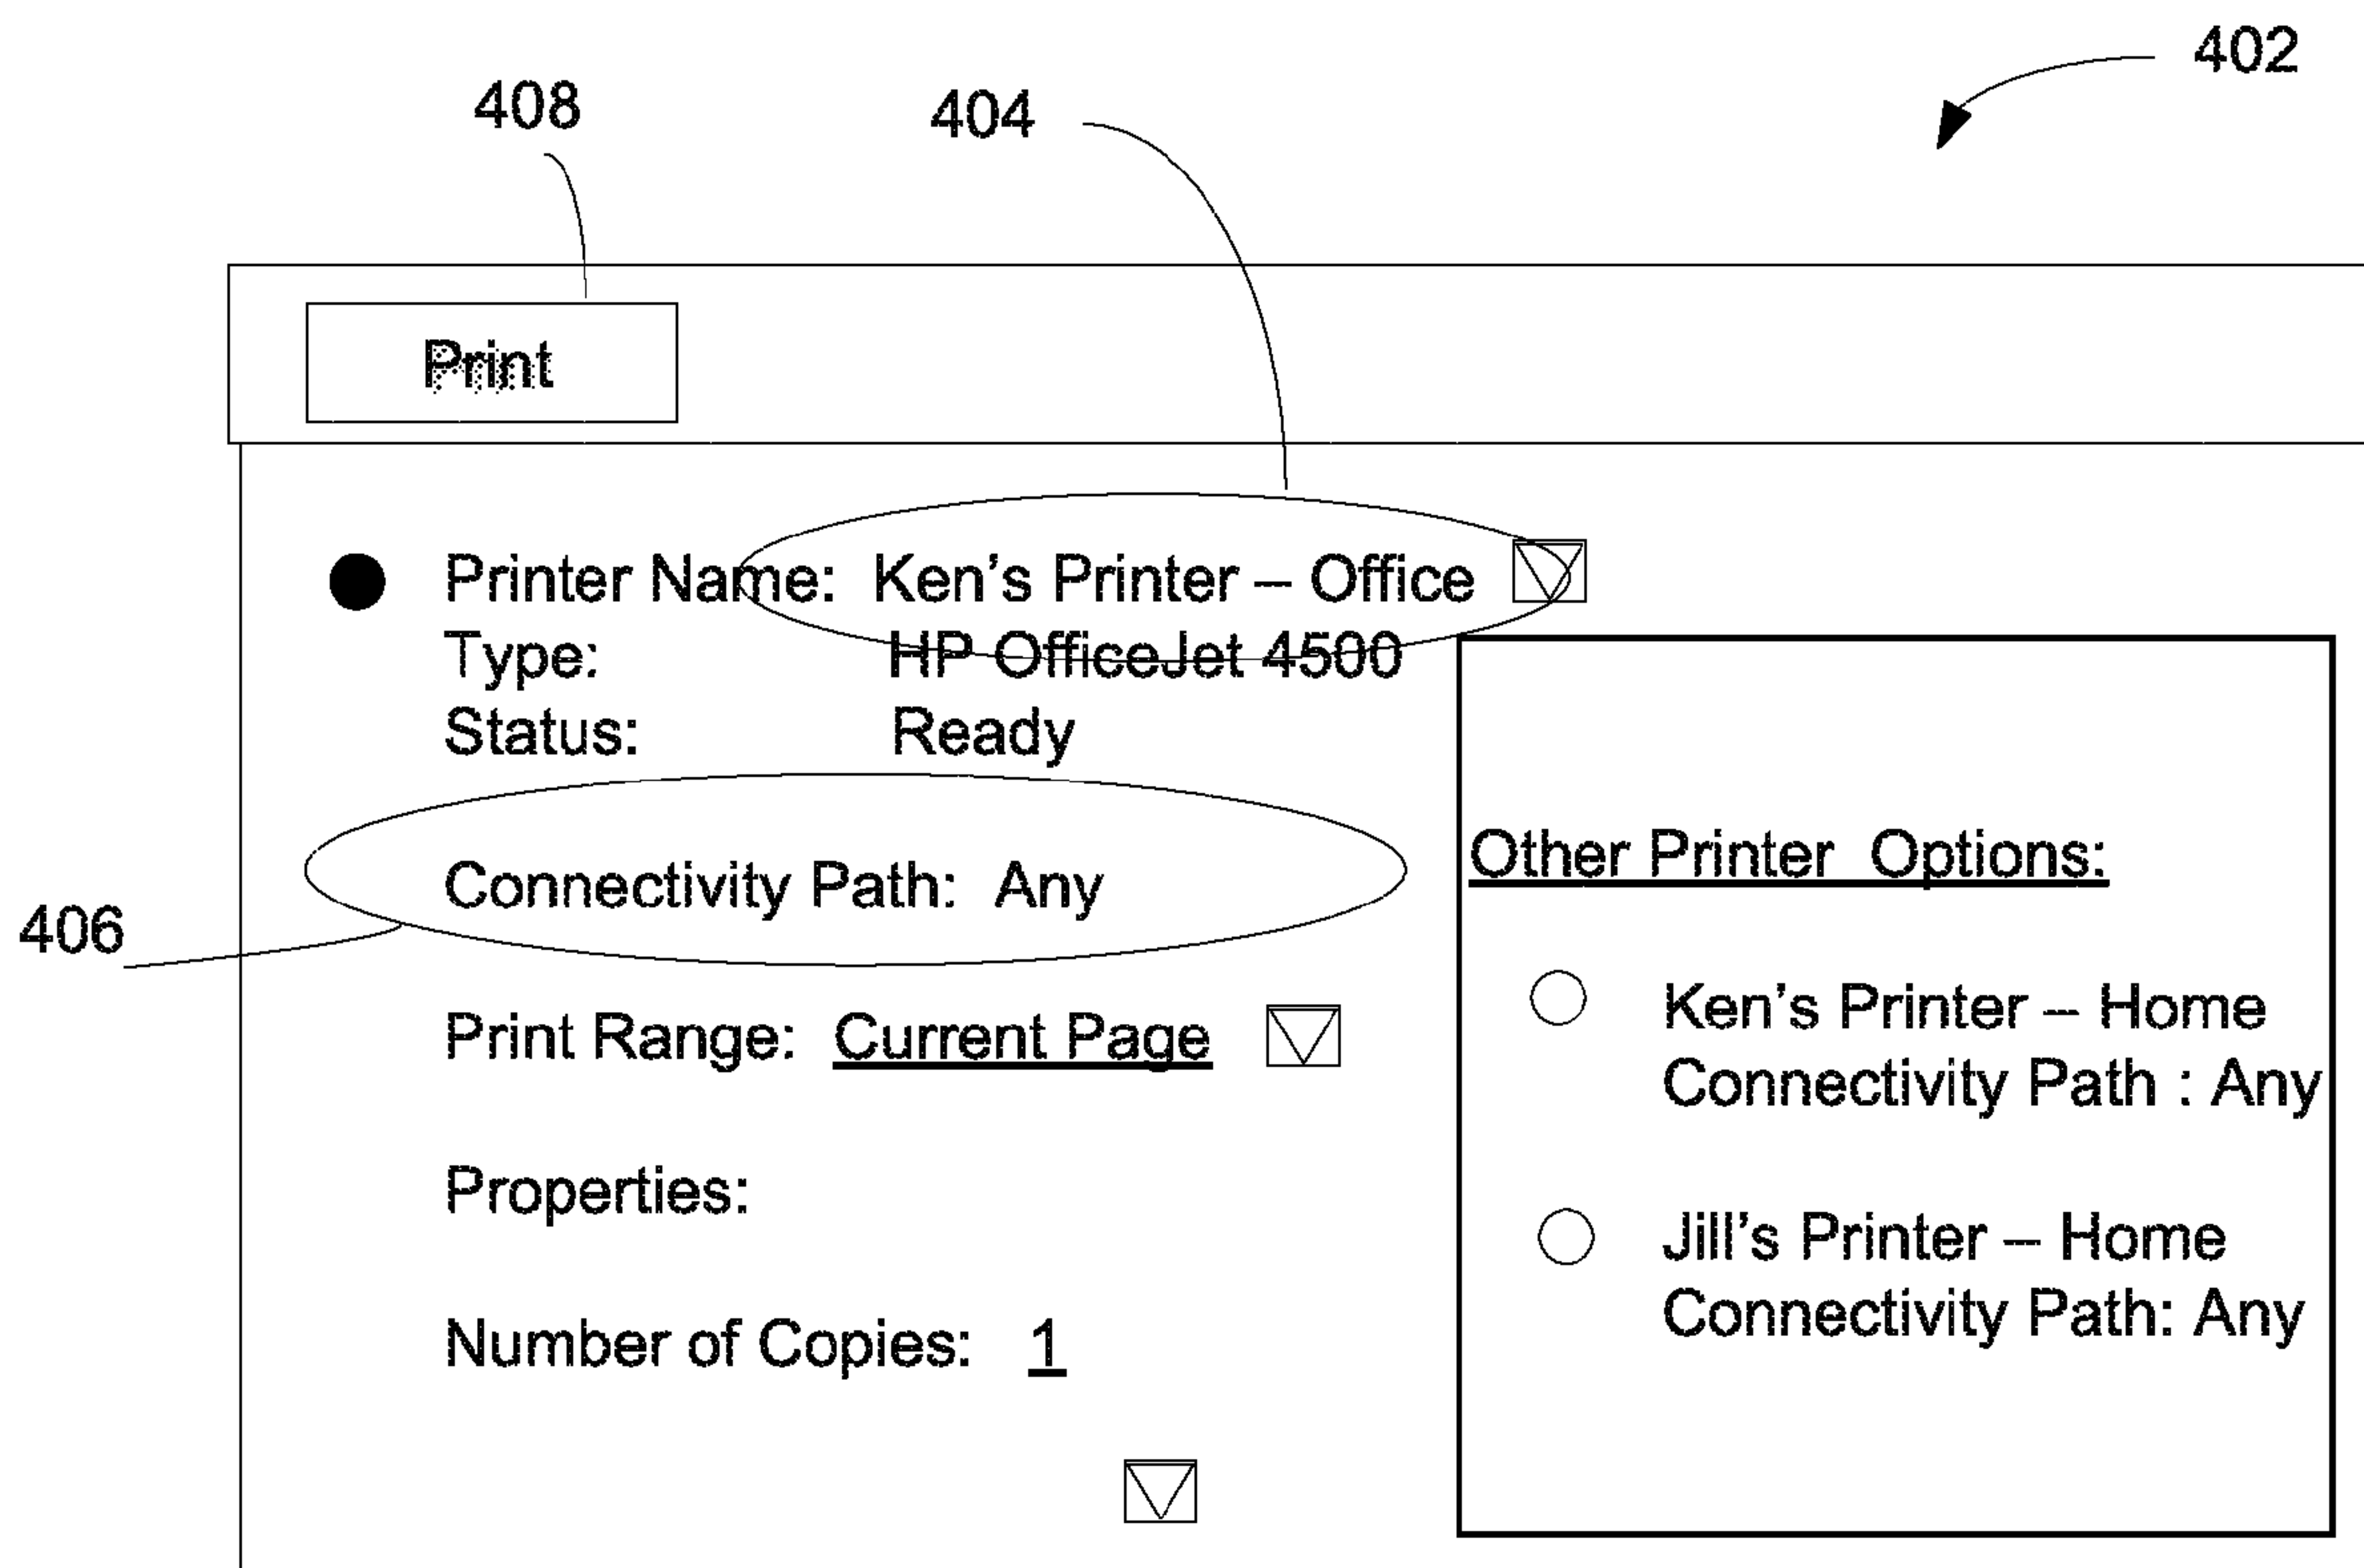 402
408
404
Print
Printer Name: Ken's Printer – Office
Type: HP OfficeJet 4500
Status: Ready
Connectivity Path: Any
406
Print Range: Current Page
Properties:
Number of Copies: 1
Other Printer Options:
Ken's Printer – Home
Connectivity Path : Any
Jill's Printer – Home
Connectivity Path: Any